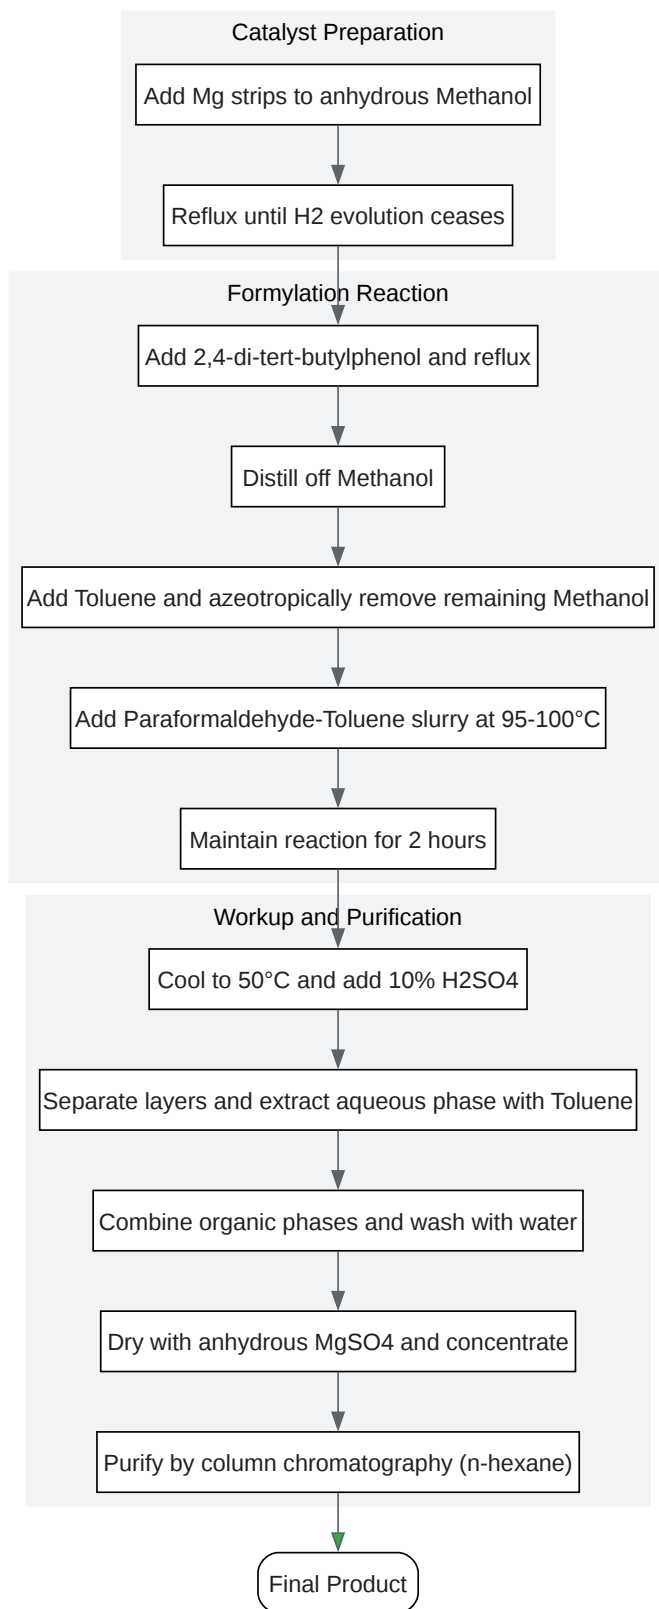 Catalyst Preparation
Add Mg strips to anhydrous Methanol
Reflux until H2 evolution ceases
Formylation Reaction
Add 2,4-di-tert-butylphenol and reflux
Distill off Methanol
Add Toluene and azeotropically remove remaining Methanol
Add Paraformaldehyde-Toluene slurry at 95-100°C
Maintain reaction for 2 hours
Workup and Purification
Cool to 50°C and add 10% H2SO4
Separate layers and extract aqueous phase with Toluene
Combine organic phases and wash with water
Dry with anhydrous MgSO4 and concentrate
Purify by column chromatography (n-hexane)
Final Product